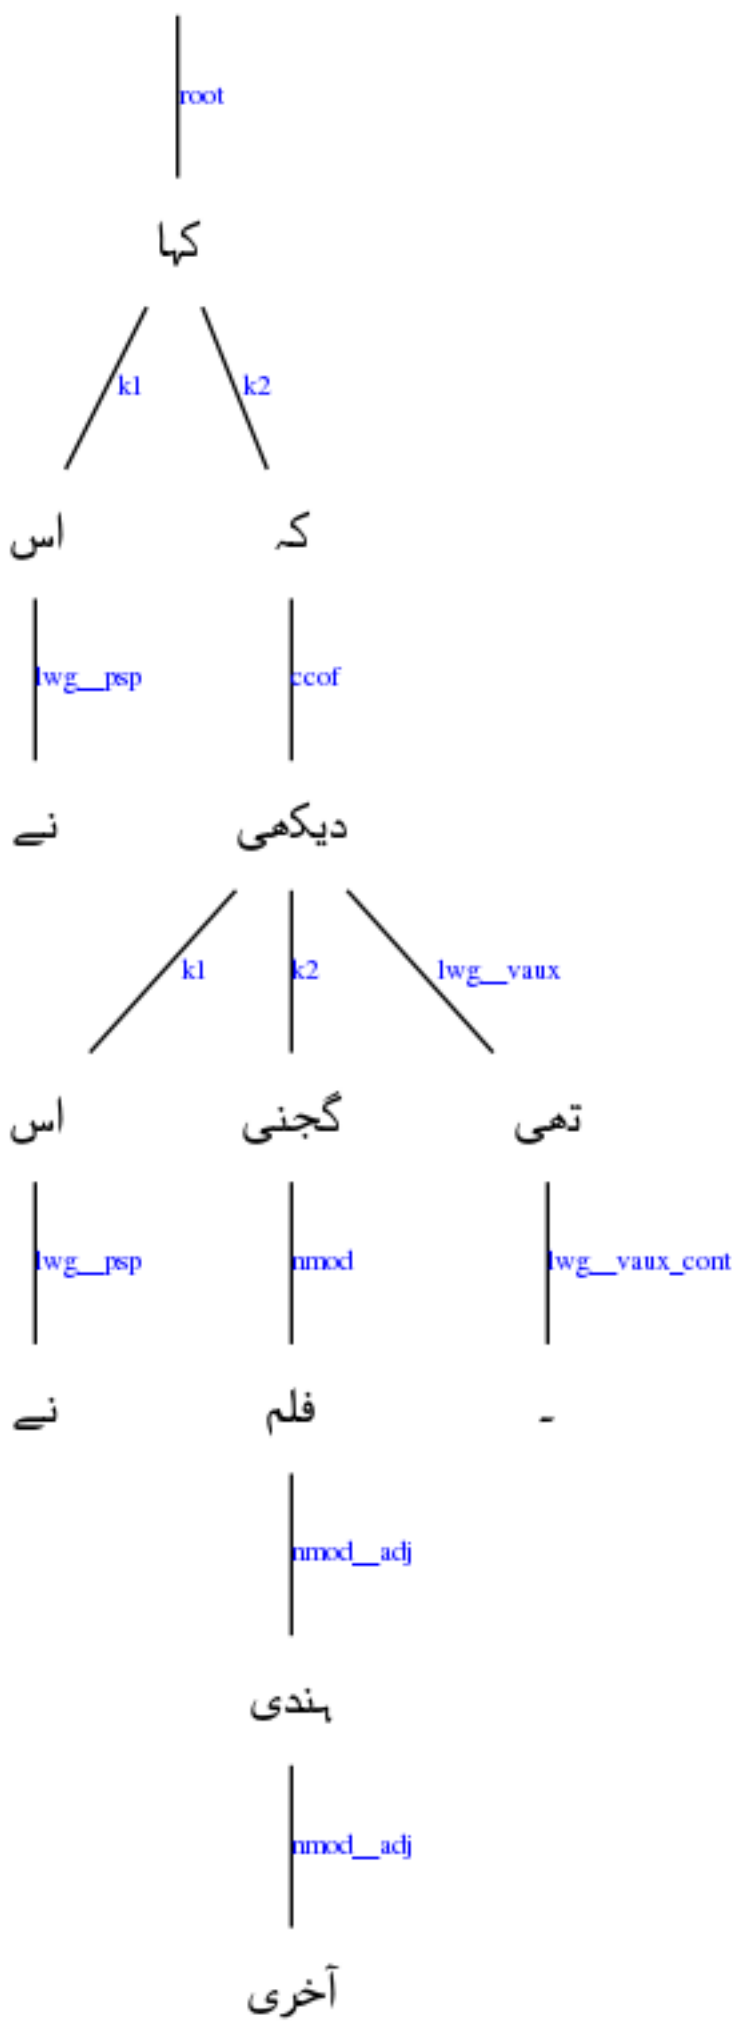 root
کہا
k1 k2
اس کہ
lwg__psp ccof
نے دیکھی
k1 k2 lwg__vaux
اس گجنی تھی
lwg__psp nmod lwg__vaux_cont
نے فلم ۔
nmod__adj
ہندی
nmod__adj
آخری